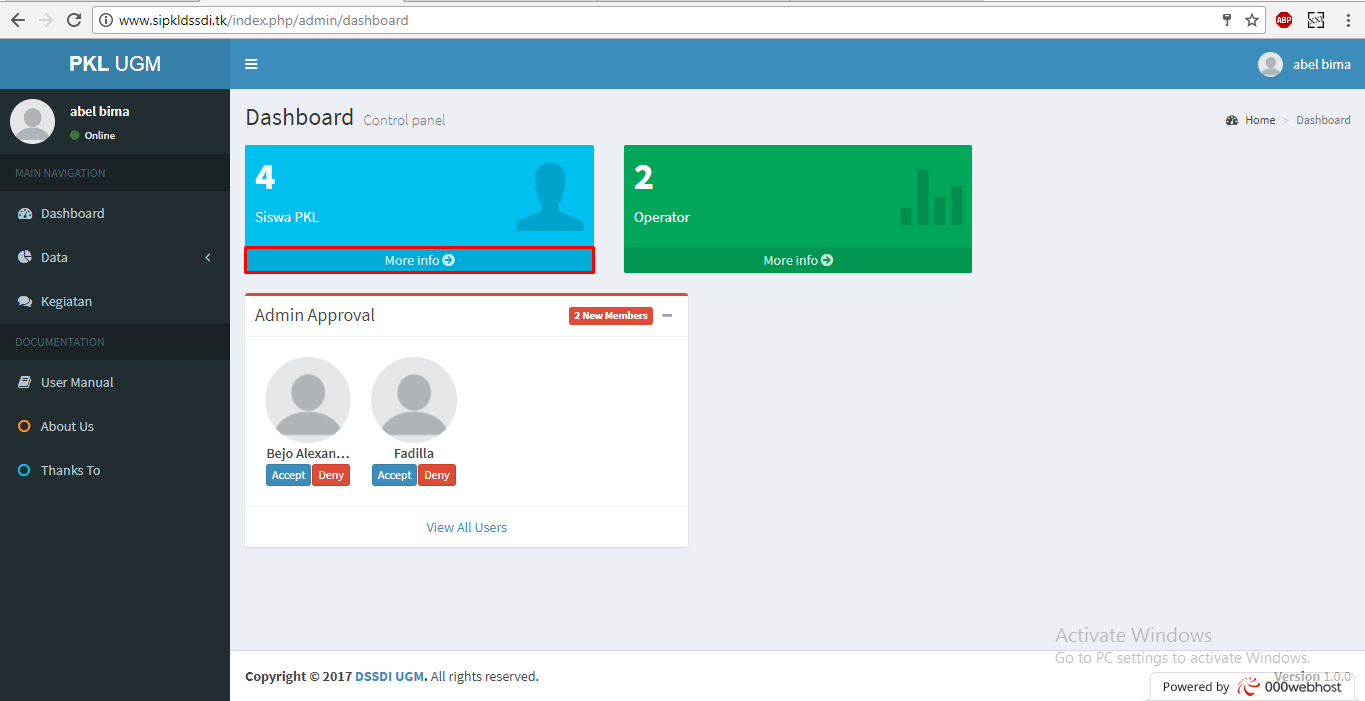 www.sipkldssdi.tk/index.php/admin/dashboard
ABP
PKL UGM
abel bima
abel bima
Online
MAIN NAVIGATION
Dashboard
Data
Kegiatan
DOCUMENTATION
User Manual
About Us
Thanks To
Dashboard Control panel
Home > Dashboard
4
Siswa PKL
More info
2
Operator
More info
Admin Approval
2 New Members
Bejo Alexan...
Accept Deny
Fadilla
Accept Deny
View All Users
Activate Windows
Go to PC settings to activate Windows.
Copyright © 2017 DSSDI UGM. All rights reserved.
Version 1.0.0
Powered by 000webhost